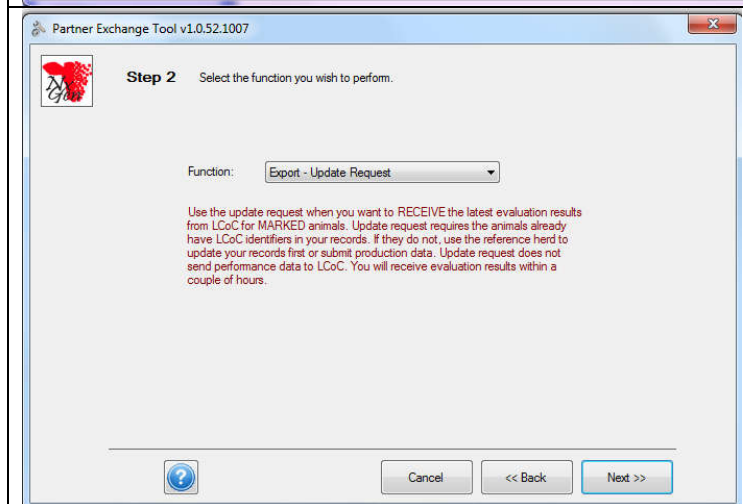 Partner Exchange Tool v1.0.52.1007
Step 2 Select the function you wish to perform.
Function: Export - Update Request
Use the update request when you want to RECEIVE the latest evaluation results
from LCoC for MARKED animals. Update request requires the animals already
have LCoC identifiers in your records. If they do not, use the reference herd to
update your records first or submit production data. Update request does not
send performance data to LCoC. You will receive evaluation results within a
couple of hours.
? Cancel << Back Next >>